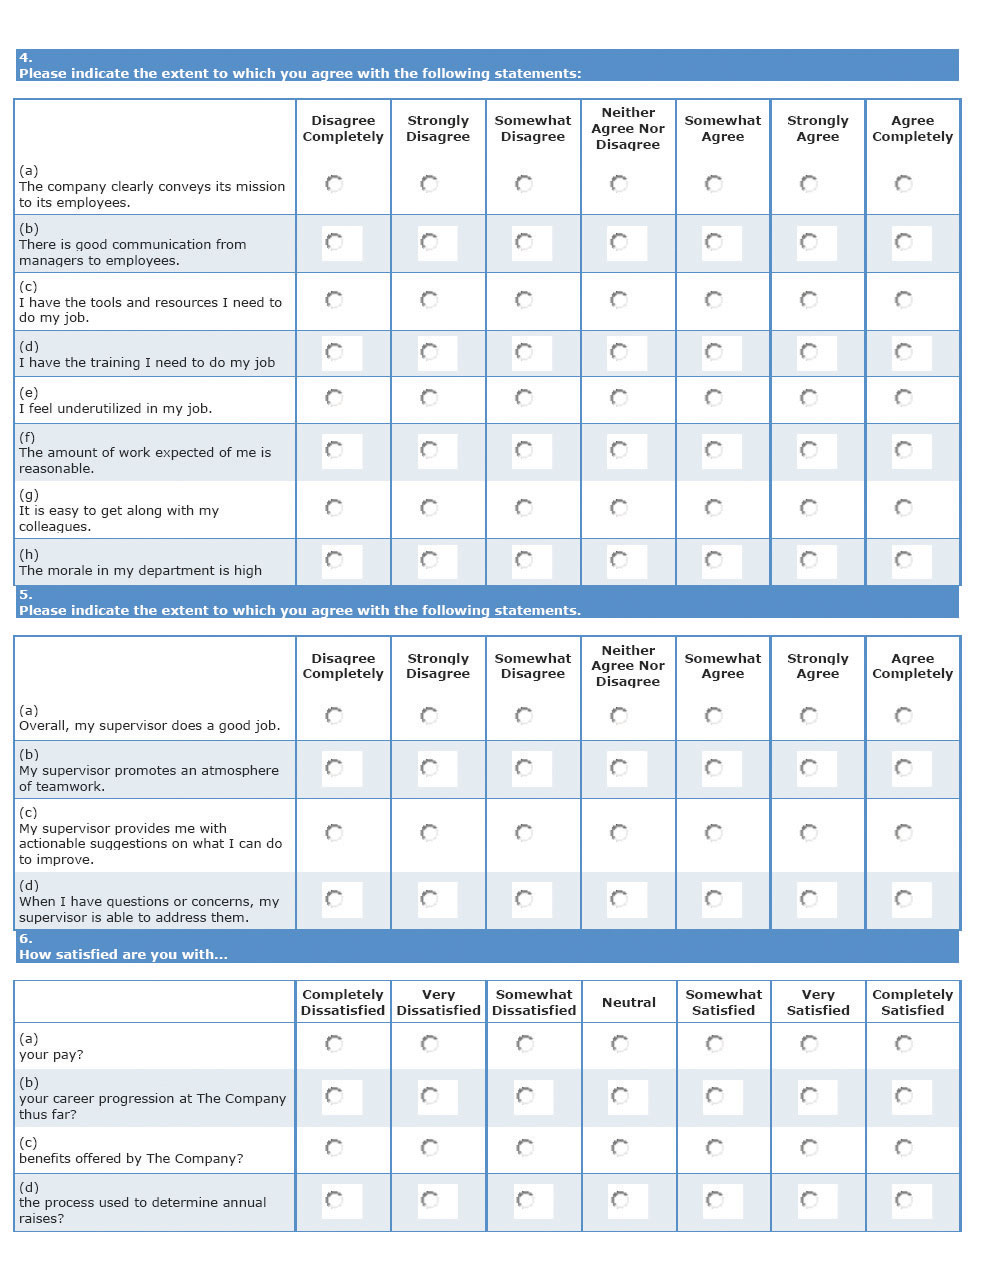 4.
Please indicate the extent to which you agree with the following statements:
Disagree Completely
Strongly Disagree
Somewhat Disagree
Neither Agree Nor Disagree
Somewhat Agree
Strongly Agree
Agree Completely
(a)
The company clearly conveys its mission
to its employees.
(b)
There is good communication from
managers to employees.
(c)
I have the tools and resources I need to
do my job.
(d)
I have the training I need to do my job
(e)
I feel underutilized in my job.
(f)
The amount of work expected of me is
reasonable.
(g)
It is easy to get along with my
colleagues.
(h)
The morale in my department is high
5.
Please indicate the extent to which you agree with the following statements.
Disagree Completely
Strongly Disagree
Somewhat Disagree
Neither Agree Nor Disagree
Somewhat Agree
Strongly Agree
Agree Completely
(a)
Overall, my supervisor does a good job.
(b)
My supervisor promotes an atmosphere
of teamwork.
(c)
My supervisor provides me with
actionable suggestions on what I can do
to improve.
(d)
When I have questions or concerns, my
supervisor is able to address them.
6.
How satisfied are you with...
Completely Dissatisfied
Very Dissatisfied
Somewhat Dissatisfied
Neutral
Somewhat Satisfied
Very Satisfied
Completely Satisfied
(a)
your pay?
(b)
your career progression at The Company
thus far?
(c)
benefits offered by The Company?
(d)
the process used to determine annual
raises?